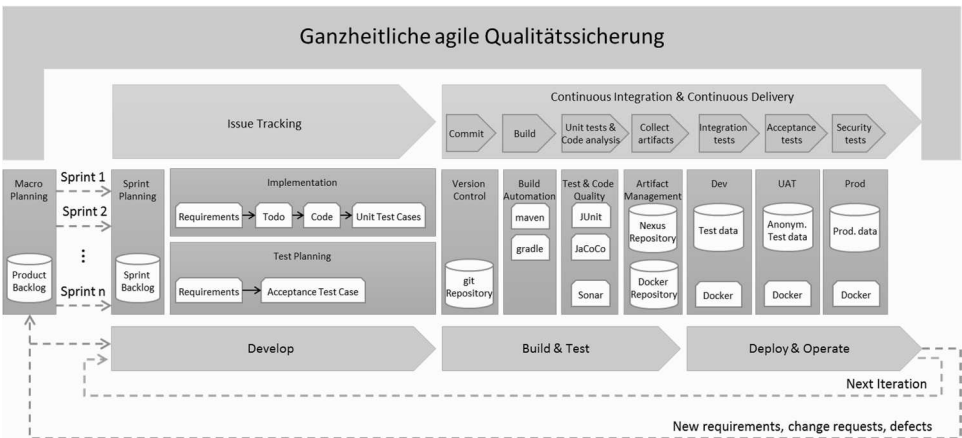 Ganzheitliche agile Qualitätssicherung
Issue Tracking
Continuous Integration & Continuous Delivery
Commit
Build
Unit tests &
Code analysis
Collect
artifacts
Integration
tests
Acceptance
tests
Security
tests
Macro
Planning
Product
Backlog
Sprint 1
Sprint 2
⋮
Sprint n
Sprint
Planning
Sprint
Backlog
Implementation
Requirements
Todo
Code
Unit Test Cases
Test Planning
Requirements
Acceptance Test Case
Version
Control
git
Repository
Build
Automation
maven
gradle
Test & Code
Quality
JUnit
JaCoCo
Sonar
Artifact
Management
Nexus
Repository
Docker
Repository
Dev
Test data
Docker
UAT
Anonym.
Test data
Docker
Prod
Prod. data
Docker
Develop
Build & Test
Deploy & Operate
Next Iteration
New requirements, change requests, defects